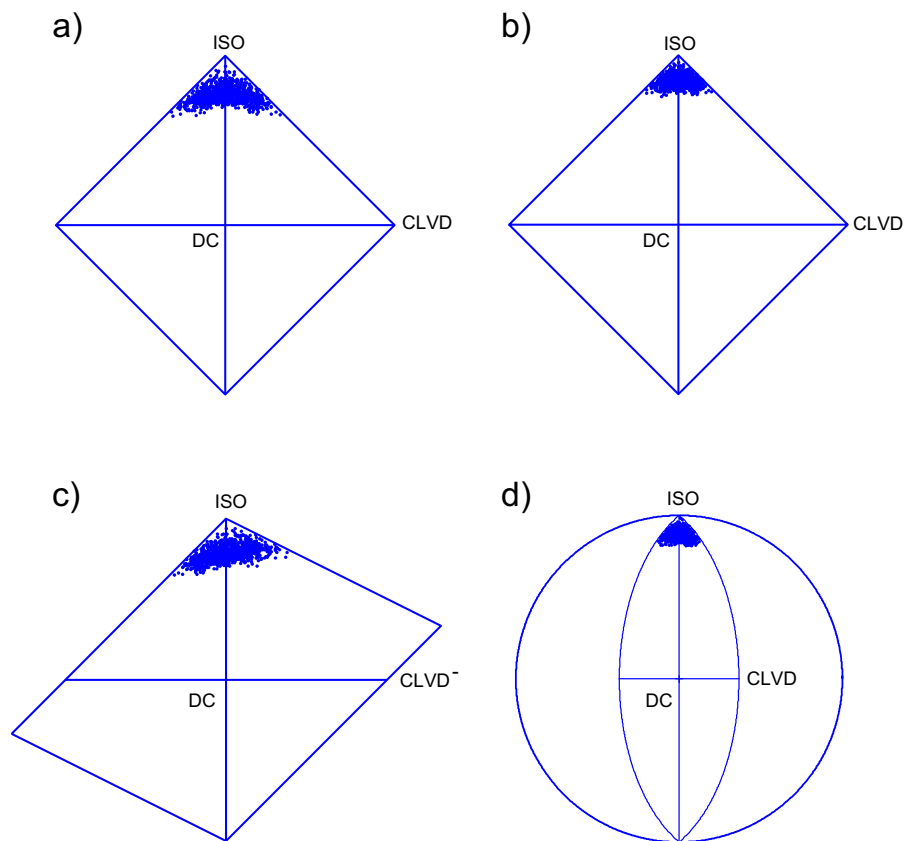 a)
ISO
CLVD
DC
b)
ISO
CLVD
DC
c)
ISO
CLVD-
DC
d)
ISO
CLVD
DC